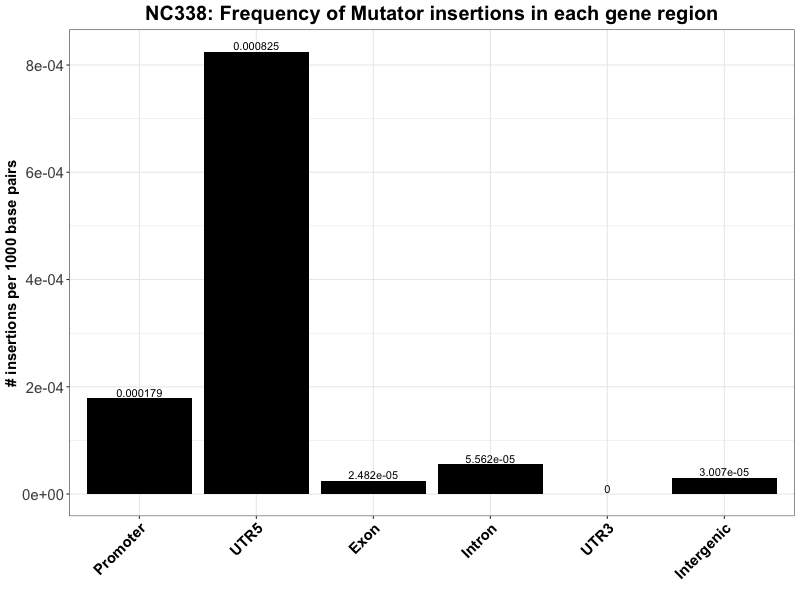 NC338: Frequency of Mutator insertions in each gene region
# insertions per 1000 base pairs
8e-04
6e-04
4e-04
2e-04
0e+00
0.000179
0.000825
2.482e-05
5.562e-05
0
3.007e-05
Promoter
UTR5
Exon
Intron
UTR3
Intergenic